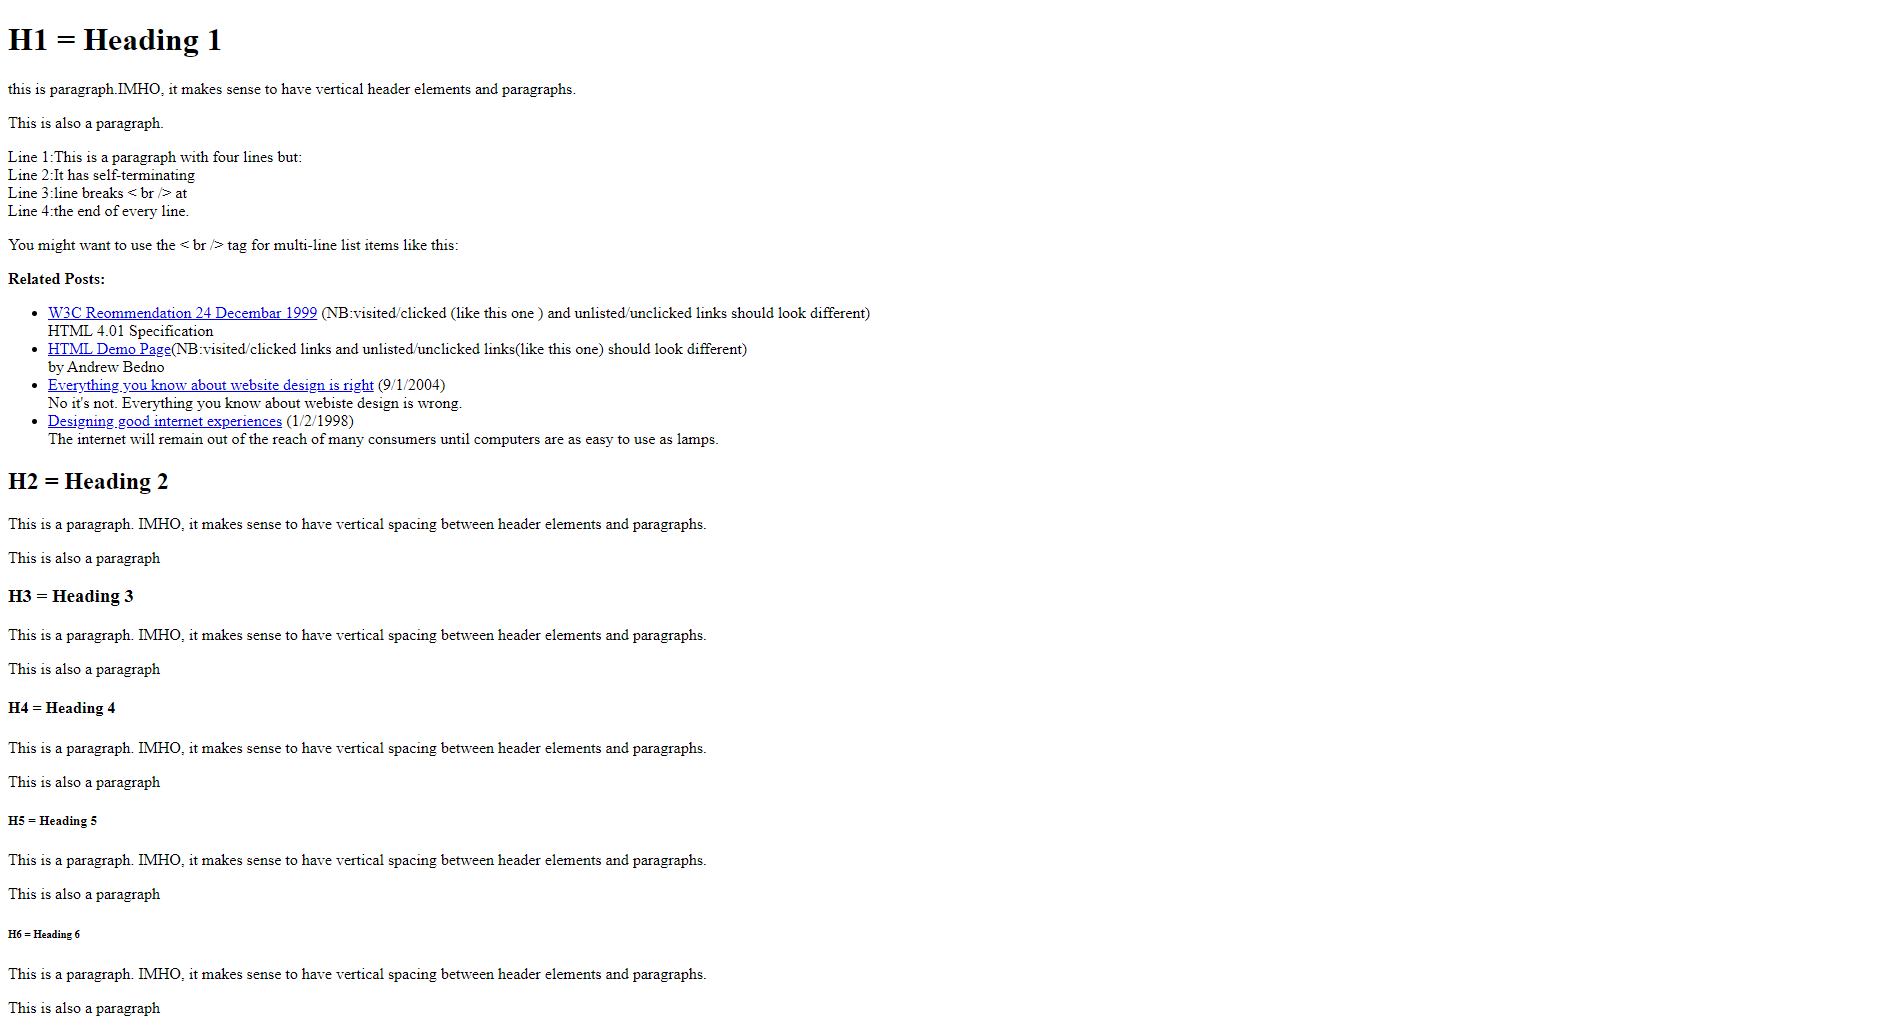 H1 = Heading 1
this is paragraph.IMHO, it makes sense to have vertical header elements and paragraphs.
This is also a paragraph.
Line 1:This is a paragraph with four lines but:
Line 2:It has self-terminating
Line 3:line breaks < br /> at
Line 4:the end of every line.
You might want to use the < br /> tag for multi-line list items like this:
Related Posts:
• W3C Reommendation 24 Decembar 1999 (NB:visited/clicked (like this one ) and unlisted/unclicked links should look different)
HTML 4.01 Specification
• HTML Demo Page(NB:visited/clicked links and unlisted/unclicked links(like this one) should look different)
by Andrew Bedno
• Everything you know about website design is right (9/1/2004)
No it's not. Everything you know about webiste design is wrong.
• Designing good internet experiences (1/2/1998)
The internet will remain out of the reach of many consumers until computers are as easy to use as lamps.
H2 = Heading 2
This is a paragraph. IMHO, it makes sense to have vertical spacing between header elements and paragraphs.
This is also a paragraph
H3 = Heading 3
This is a paragraph. IMHO, it makes sense to have vertical spacing between header elements and paragraphs.
This is also a paragraph
H4 = Heading 4
This is a paragraph. IMHO, it makes sense to have vertical spacing between header elements and paragraphs.
This is also a paragraph
H5 = Heading 5
This is a paragraph. IMHO, it makes sense to have vertical spacing between header elements and paragraphs.
This is also a paragraph
H6 = Heading 6
This is a paragraph. IMHO, it makes sense to have vertical spacing between header elements and paragraphs.
This is also a paragraph